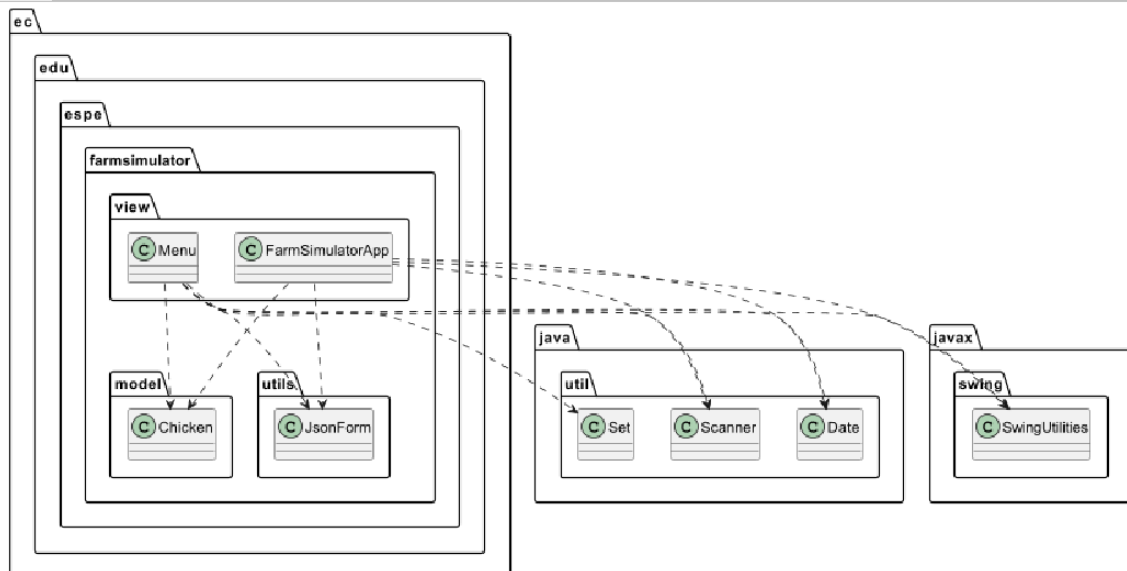 ec
edu
espe
farmsimulator
view
C Menu
C FarmSimulatorApp
java
javax
model
utils
util
swing
C Chicken
C JsonForm
C Set
C Scanner
C Date
C SwingUtilities